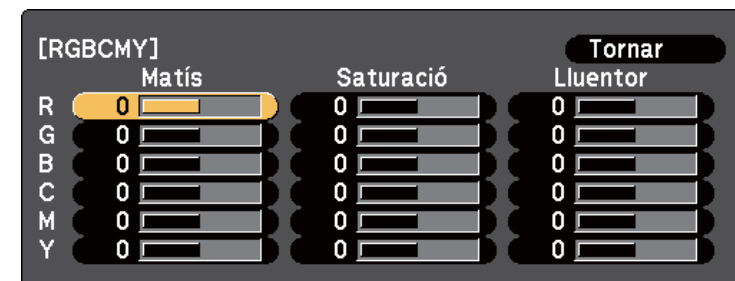 [RGBCMY] Tornar
Matís Saturació Lluentor
R 0 0 0
G 0 0 0
B 0 0 0
C 0 0 0
M 0 0 0
Y 0 0 0